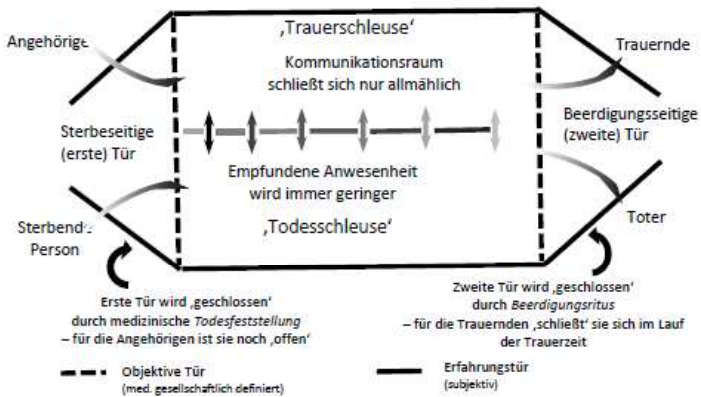 ‚Trauerschleuse‘
Angehörige
Trauernde
Kommunikationsraum
schließt sich nur allmählich
Sterbeseitige
(erste) Tür
Beerdigungsseitige
(zweite) Tür
Empfundene Anwesenheit
wird immer geringer
‚Todesschleuse‘
Sterbende
Person
Toter
Erste Tür wird ‚geschlossen‘
durch medizinische Todesfeststellung
– für die Angehörigen ist sie noch ‚offen‘
Zweite Tür wird ‚geschlossen‘
durch Beerdigungsritus
– für die Trauernden ‚schließt‘ sie sich im Lauf
der Trauerzeit
Objektive Tür
(med. gesellschaftlich definiert)
Erfahrungstür
(subjektiv)